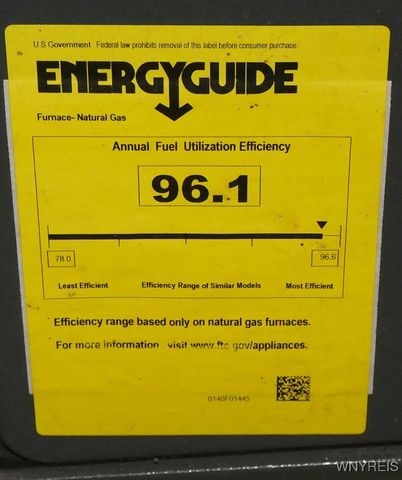 U.S Government Federal law prohibits removal of this label before consumer purchase.
ENERGYGUIDE
Furnace- Natural Gas
Annual Fuel Utilization Efficiency
96.1
78.0 96.6
Least Efficient Efficiency Range of Similar Models Most Efficient
Efficiency range based only on natural gas furnaces.
For more information visit www.ftc.gov/appliances.
0140F01445
WNYREIS